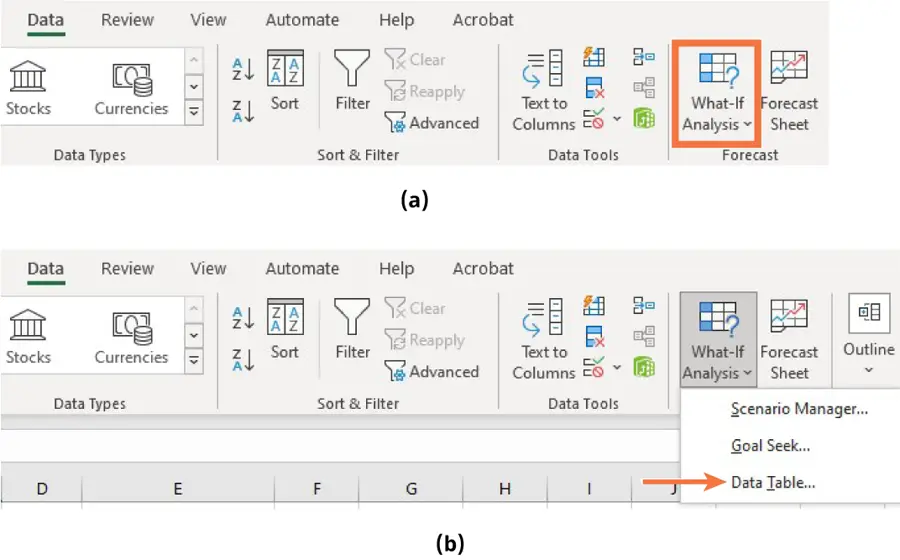 Data Review View Automate Help Acrobat
A Z
Z A
Z A
A Z
Clear
Reapply
Advanced
Stocks Currencies
Sort Filter
Text to
Columns
What-If
Analysis
Forecast
Sheet
Data Types Sort & Filter Data Tools Forecast
(a)
Data Review View Automate Help Acrobat
A Z
Z A
Z A
A Z
Clear
Reapply
Advanced
Stocks Currencies
Sort Filter
Text to
Columns
What-If
Analysis
Forecast
Sheet
Outline
Data Types Sort & Filter Data Tools
Scenario Manager...
Goal Seek...
Data Table...
D E F G H I J
(b)